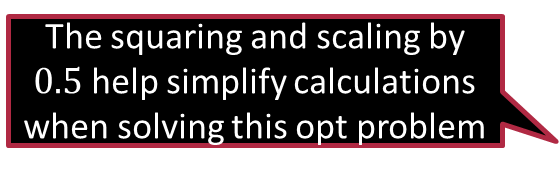 The squaring and scaling by
0.5 help simplify calculations
when solving this opt problem